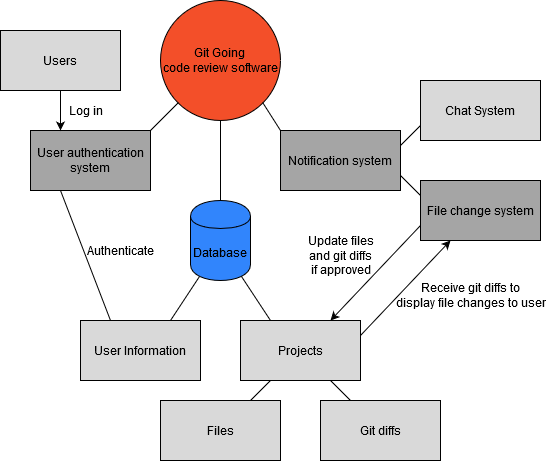 Git Going
code review software
Users
Log in
Chat System
User authentication
system
Notification system
File change system
Update files
and git diffs
if approved
Authenticate
Database
Receive git diffs to
display file changes to user
User Information
Projects
Files
Git diffs